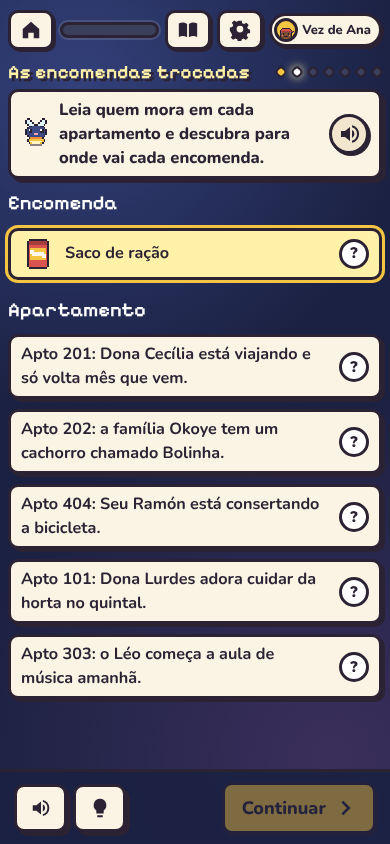 Vez de Ana
As encomendas trocadas
Leia quem mora em cada
apartamento e descubra para
onde vai cada encomenda.
Encomenda
Saco de ração
?
Apartamento
Apto 201: Dona Cecília está viajando e
só volta mês que vem.
?
Apto 202: a família Okoye tem um
cachorro chamado Bolinha.
?
Apto 404: Seu Ramón está consertando
a bicicleta.
?
Apto 101: Dona Lurdes adora cuidar da
horta no quintal.
?
Apto 303: o Léo começa a aula de
música amanhã.
?
Continuar